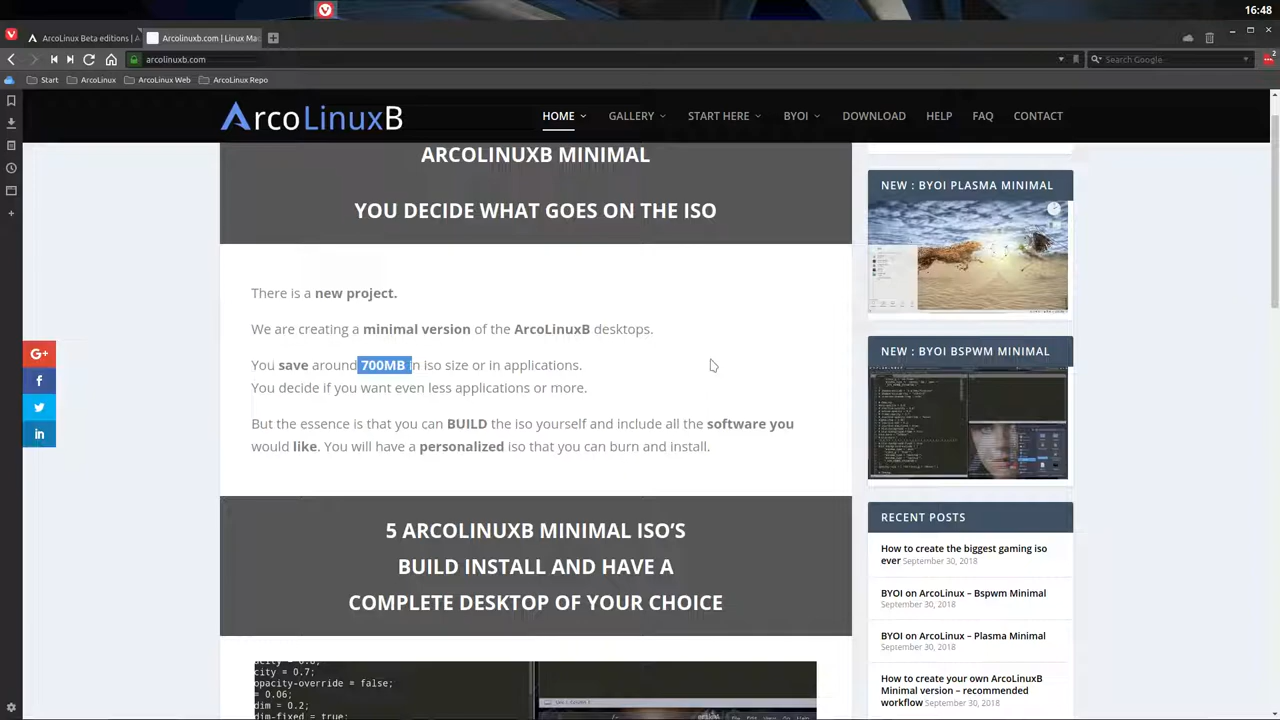 16:48
ArcoLinux Beta editions | A
Arcolinuxb.com | Linux Ma
arcolinuxb.com
Search Google
2
Start
ArcoLinux
ArcoLinux Web
ArcoLinux Repo
ArcoLinuxB
HOME
GALLERY
START HERE
BYOI
DOWNLOAD
HELP
FAQ
CONTACT
ARCOLINUXB MINIMAL
YOU DECIDE WHAT GOES ON THE ISO
There is a new project.
We are creating a minimal version of the ArcoLinuxB desktops.
You save around 700MB in iso size or in applications.
You decide if you want even less applications or more.
But the essence is that you can BUILD the iso yourself and include all the software you
would like. You will have a personalized iso that you can burn and install.
G+
f
in
5 ARCOLINUXB MINIMAL ISO'S
BUILD INSTALL AND HAVE A
COMPLETE DESKTOP OF YOUR CHOICE
city = 0.7;
opacity-override = false;
= 0.06;
dim = 0.2;
dim-fixed = true;
NEW : BYOI PLASMA MINIMAL
NEW : BYOI BSPWM MINIMAL
RECENT POSTS
How to create the biggest gaming iso
ever September 30, 2018
BYOI on ArcoLinux – Bspwm Minimal
September 30, 2018
BYOI on ArcoLinux – Plasma Minimal
September 30, 2018
How to create your own ArcoLinuxB
Minimal version – recommended
workflow September 30, 2018